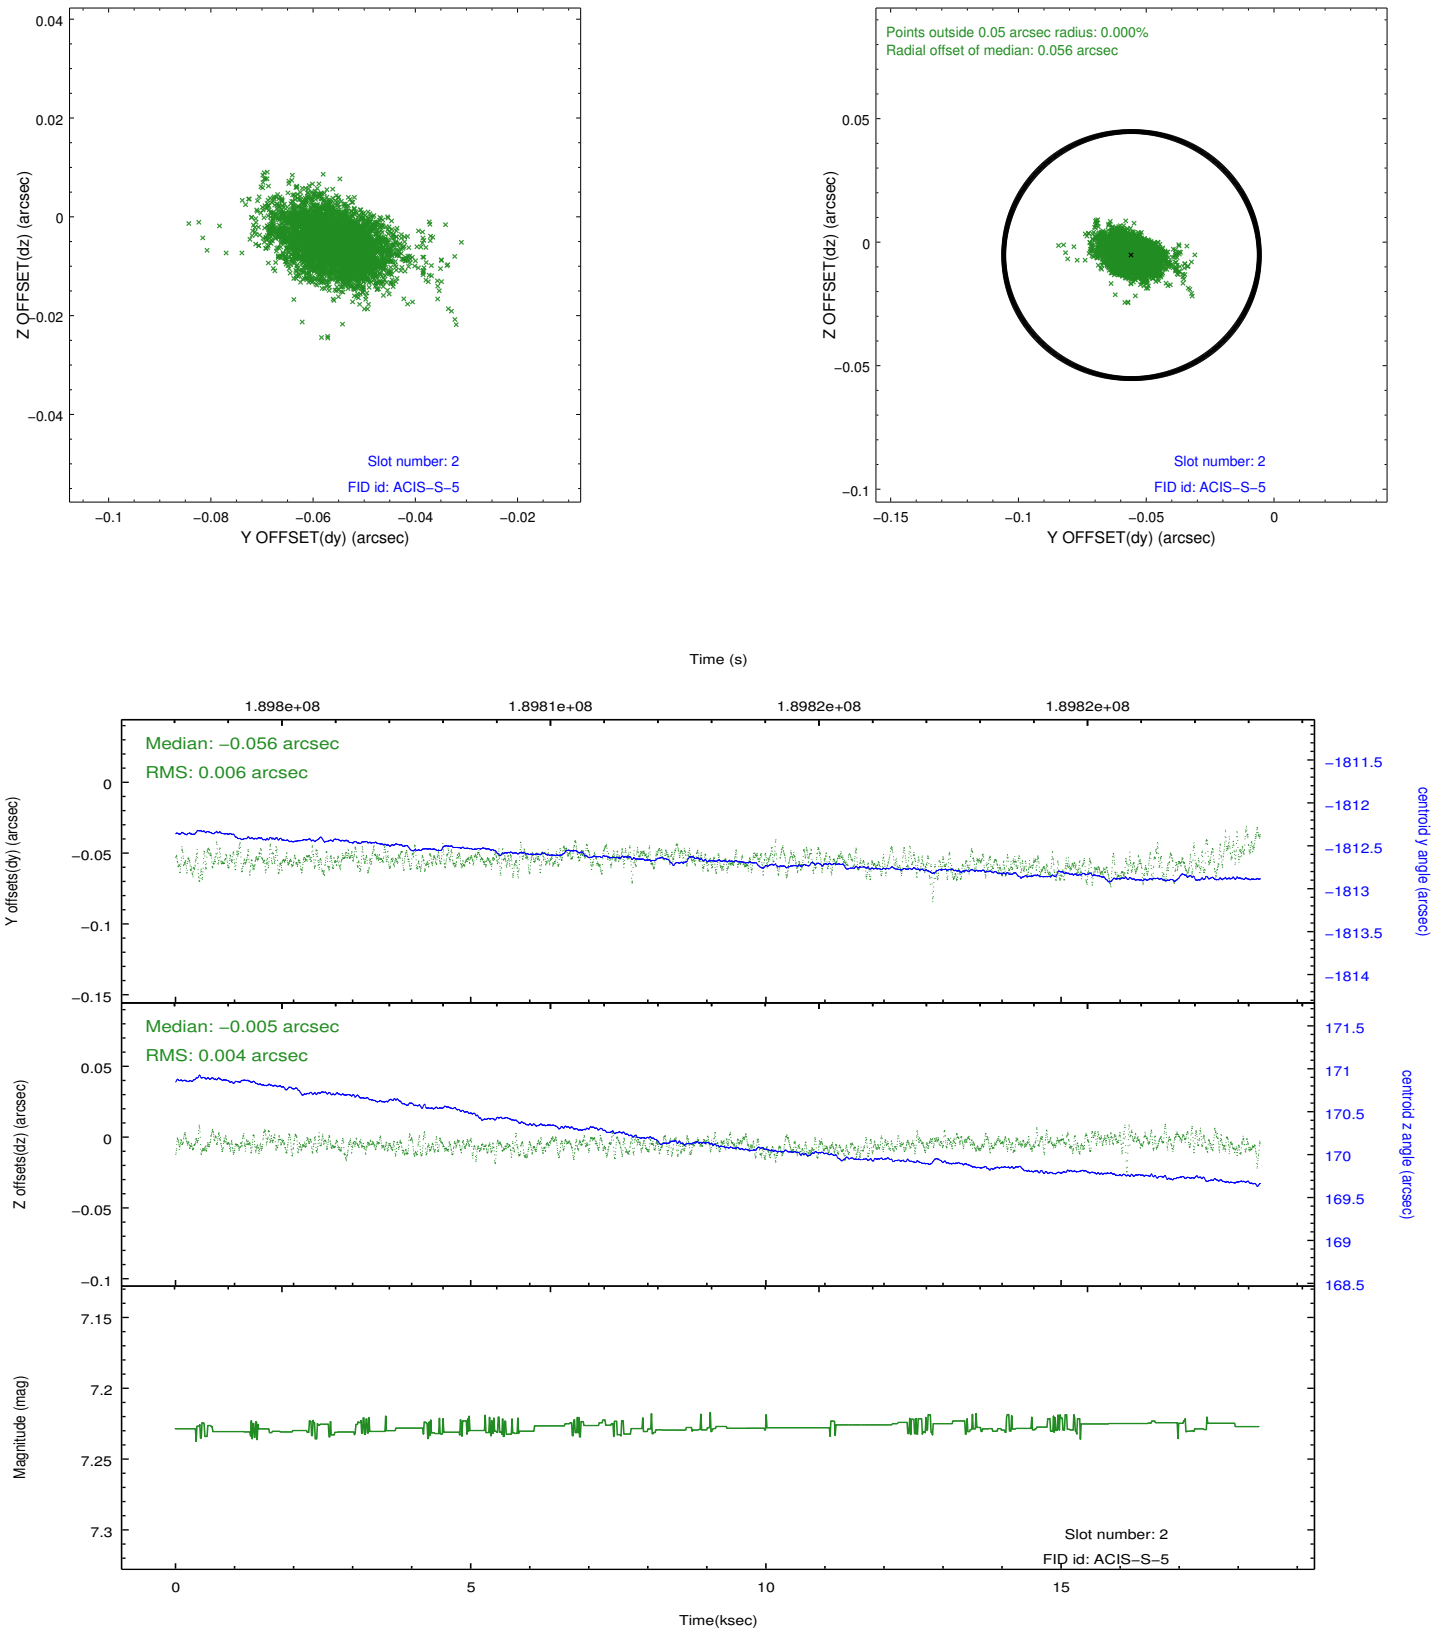 0.04
0.02
0
−0.02
−0.04
Z OFFSET(dz) (arcsec)
Slot number: 2
FID id: ACIS−S−5
−0.1
−0.08
−0.06
−0.04
−0.02
Y OFFSET(dy) (arcsec)
Points outside 0.05 arcsec radius: 0.000%
Radial offset of median: 0.056 arcsec
0.05
0
−0.05
−0.1
Z OFFSET(dz) (arcsec)
Slot number: 2
FID id: ACIS−S−5
−0.15
−0.1
−0.05
0
Y OFFSET(dy) (arcsec)
Time (s)
1.898e+08
1.8981e+08
1.8982e+08
1.8982e+08
Median: −0.056 arcsec
RMS: 0.006 arcsec
0
−0.05
−0.1
−0.15
Y offsets(dy) (arcsec)
−1811.5
−1812
−1812.5
−1813
−1813.5
−1814
centroid y angle (arcsec)
Median: −0.005 arcsec
RMS: 0.004 arcsec
0.05
0
−0.05
−0.1
Z offsets(dz) (arcsec)
171.5
171
170.5
170
169.5
169
168.5
centroid z angle (arcsec)
7.15
7.2
7.25
7.3
Magnitude (mag)
Slot number: 2
FID id: ACIS−S−5
0
5
10
15
Time(ksec)